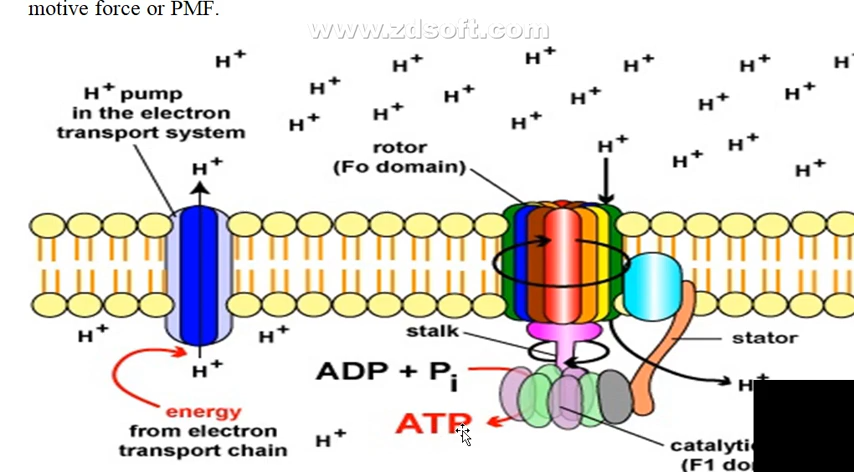 motive force or PMF.
www.zdsoft.com
H+
H+
H+
H+
H+
H+
H+
H+ pump
in the electron
transport system
H+
H+
H+
H+
H+
H+
H+
H+
rotor
(Fo domain)
H+
H+
H+
H+
H+
H+
H+
stalk
stator
ADP + Pi
H+
H+
energy
from electron
transport chain
ATP
H+
(F1